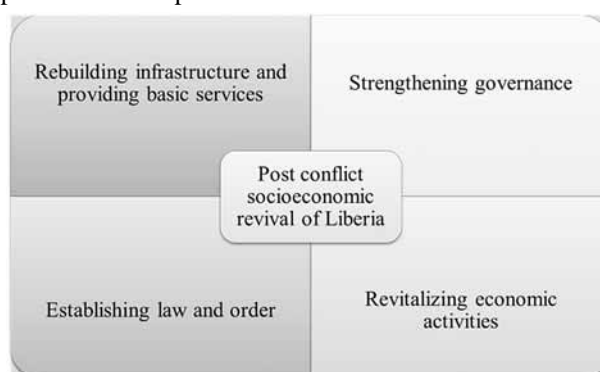 Rebuilding infrastructure and
providing basic services
Strengthening governance
Post conflict
socioeconomic
revival of Liberia
Establishing law and order
Revitalizing economic
activities